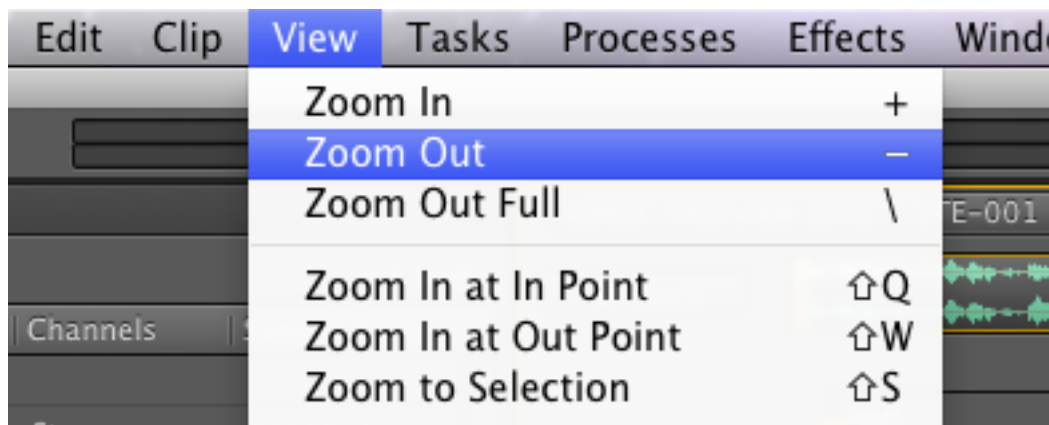 Edit Clip View Tasks Processes Effects
Zoom In +
Zoom Out −
Zoom Out Full \
TE-001
Zoom In at In Point ⇧Q
Channels
Zoom In at Out Point ⇧W
Zoom to Selection ⇧S